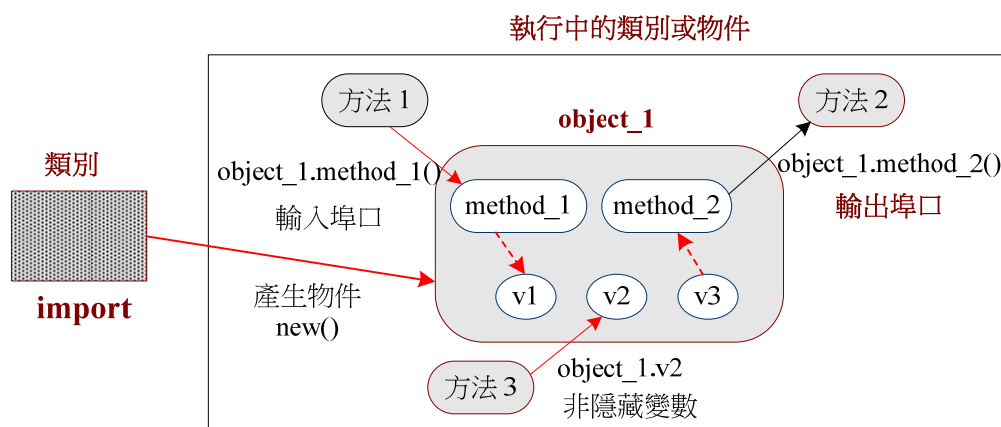 執行中的類別或物件
方法 1
方法 2
object_1
類別
object_1.method_1()
object_1.method_2()
輸入埠口
輸出埠口
method_1
method_2
import
產生物件
new()
v1
v2
v3
方法 3
object_1.v2
非隱藏變數